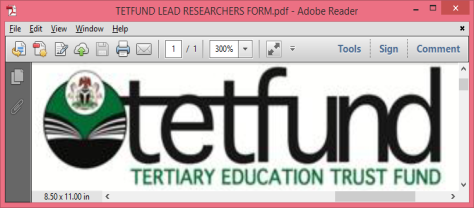 TETFUND LEAD RESEARCHERS FORM.pdf - Adobe Reader
File Edit View Window Help
1 / 1 300% Tools Sign Comment
tetfund
TERTIARY EDUCATION TRUST FUND
8.50 x 11.00 in